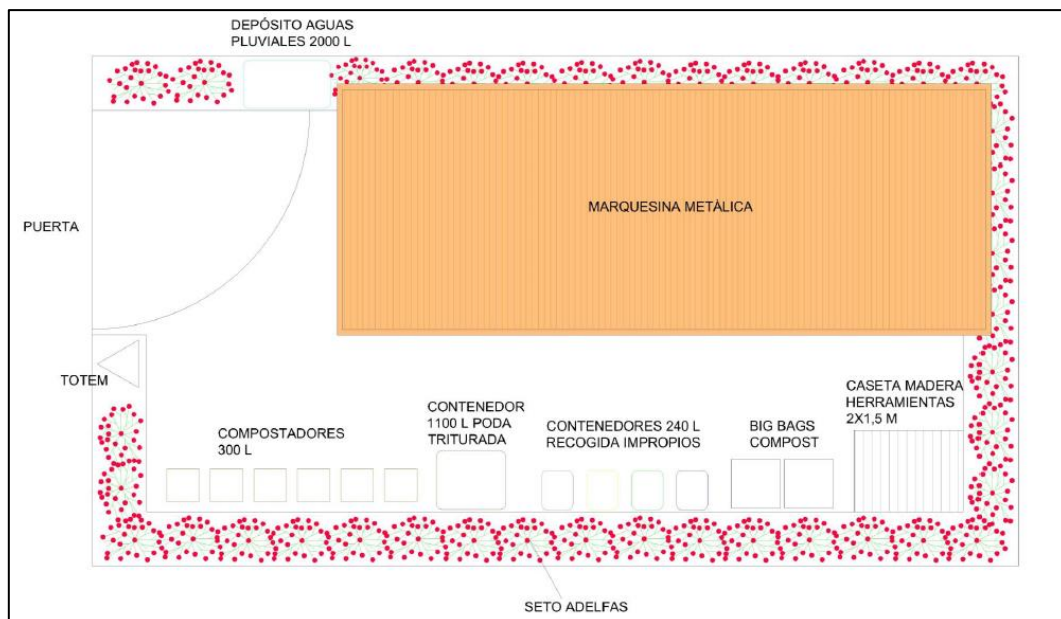 DEPÓSITO AGUAS
PLUVIALES 2000 L
MARQUESINA METÀLICA
PUERTA
TOTEM
COMPOSTADORES
300 L
CONTENEDOR
1100 L PODA
TRITURADA
CONTENEDORES 240 L
RECOGIDA IMPROPIOS
BIG BAGS
COMPOST
CASETA MADERA
HERRAMIENTAS
2X1,5 M
SETO ADELFAS